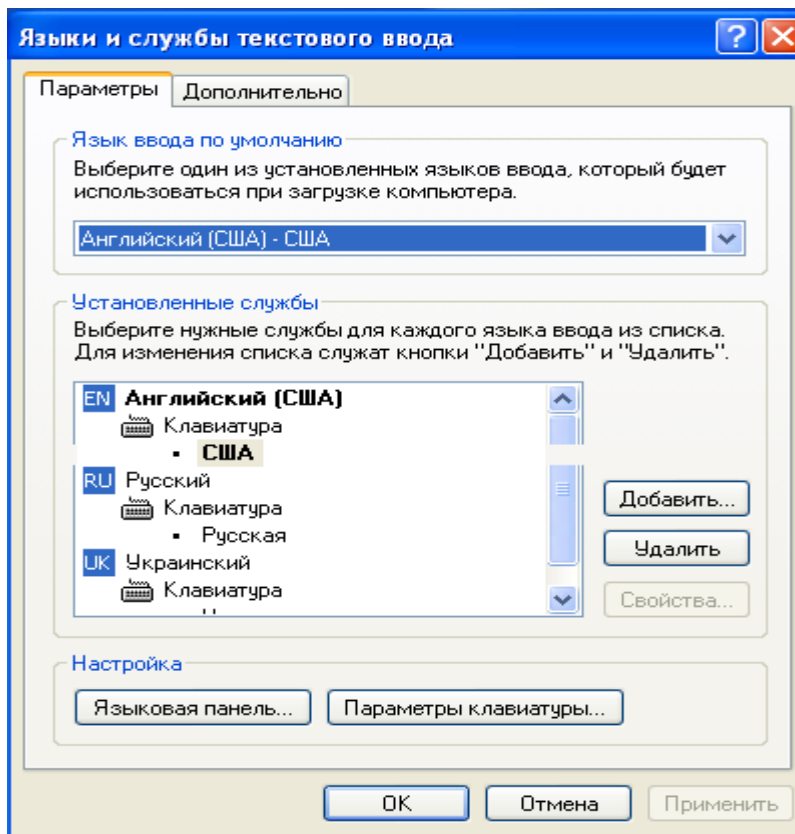 Языки и службы текстового ввода
Параметры
Дополнительно
Язык ввода по умолчанию
Выберите один из установленных языков ввода, который будет
использоваться при загрузке компьютера.
Английский (США) - США
Установленные службы
Выберите нужные службы для каждого языка ввода из списка.
Для изменения списка служат кнопки "Добавить" и "Удалить".
EN Английский (США)
Клавиатура
США
RU Русский
Клавиатура
Русская
UK Украинский
Клавиатура
Добавить...
Удалить
Свойства...
Настройка
Языковая панель...
Параметры клавиатуры...
ОК
Отмена
Применить